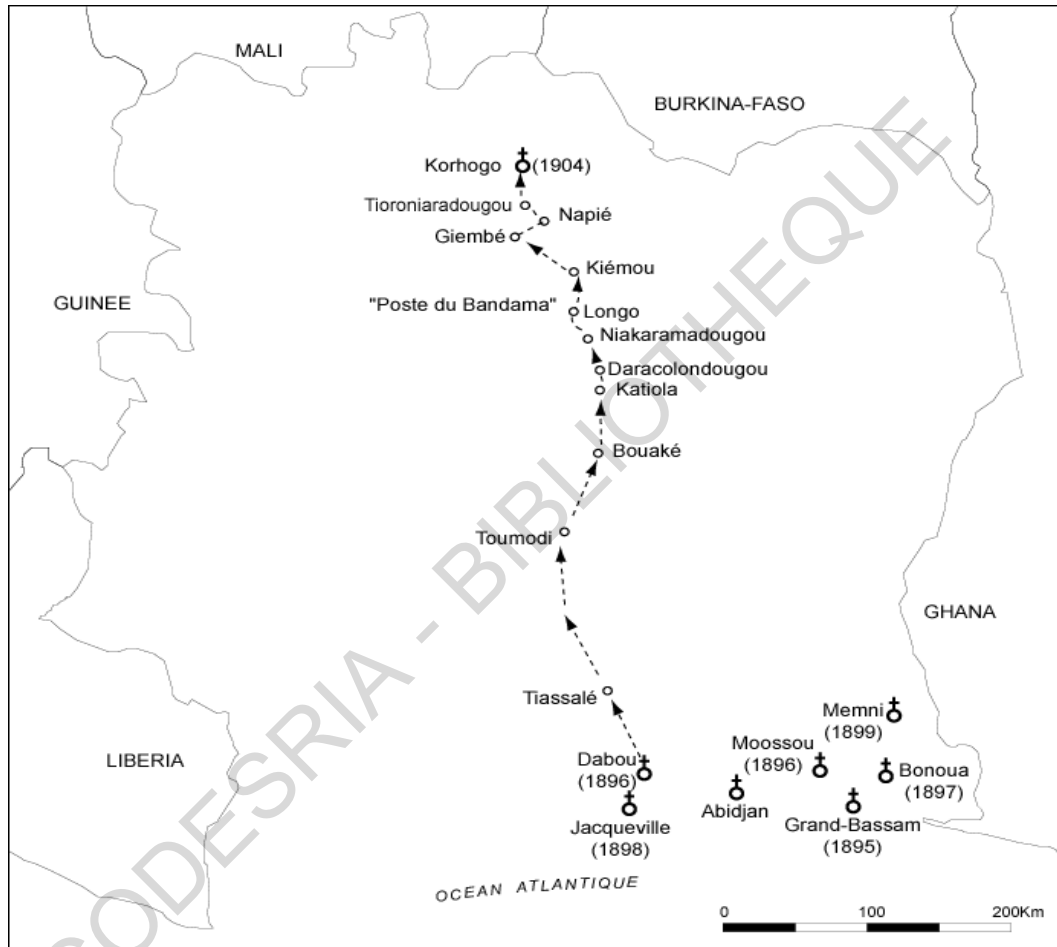 MALI
BURKINA-FASO
Korhogo (1904)
Tioroniaradougou
Napié
Giembé
Kiémou
GUINEE
"Poste du Bandama" Longo
Niakaramadougou
Daracolondougou
Katiola
Bouaké
Toumodi
GHANA
Tiassalé
Memni
(1899)
Moossou
(1896)
LIBERIA
Dabou
(1896)
Bonoua
(1897)
Abidjan
Grand-Bassam
(1895)
Jacqueville
(1898)
OCEAN ATLANTIQUE
0 100 200Km
CODESRIA - BIBLIOTHEQUE